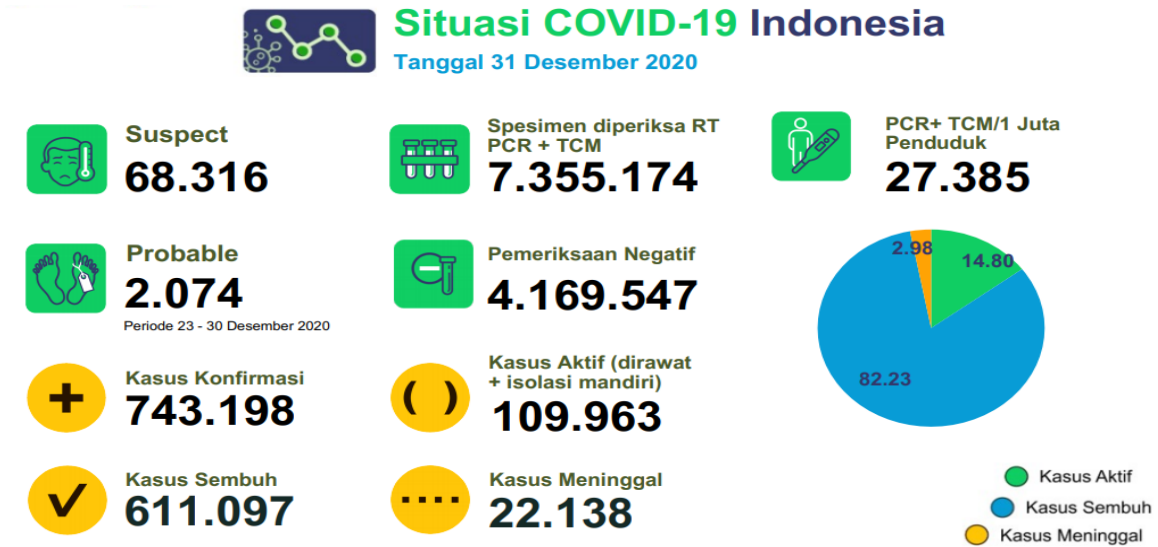 Situasi COVID-19 Indonesia
Tanggal 31 Desember 2020
Suspect
68.316
Spesimen diperiksa RT
PCR + TCM
7.355.174
PCR+ TCM/1 Juta
Penduduk
27.385
Probable
2.074
Periode 23 - 30 Desember 2020
Pemeriksaan Negatif
4.169.547
2.98
14.80
82.23
Kasus Konfirmasi
743.198
Kasus Aktif (dirawat
+ isolasi mandiri)
109.963
Kasus Sembuh
611.097
Kasus Meninggal
22.138
Kasus Aktif
Kasus Sembuh
Kasus Meninggal